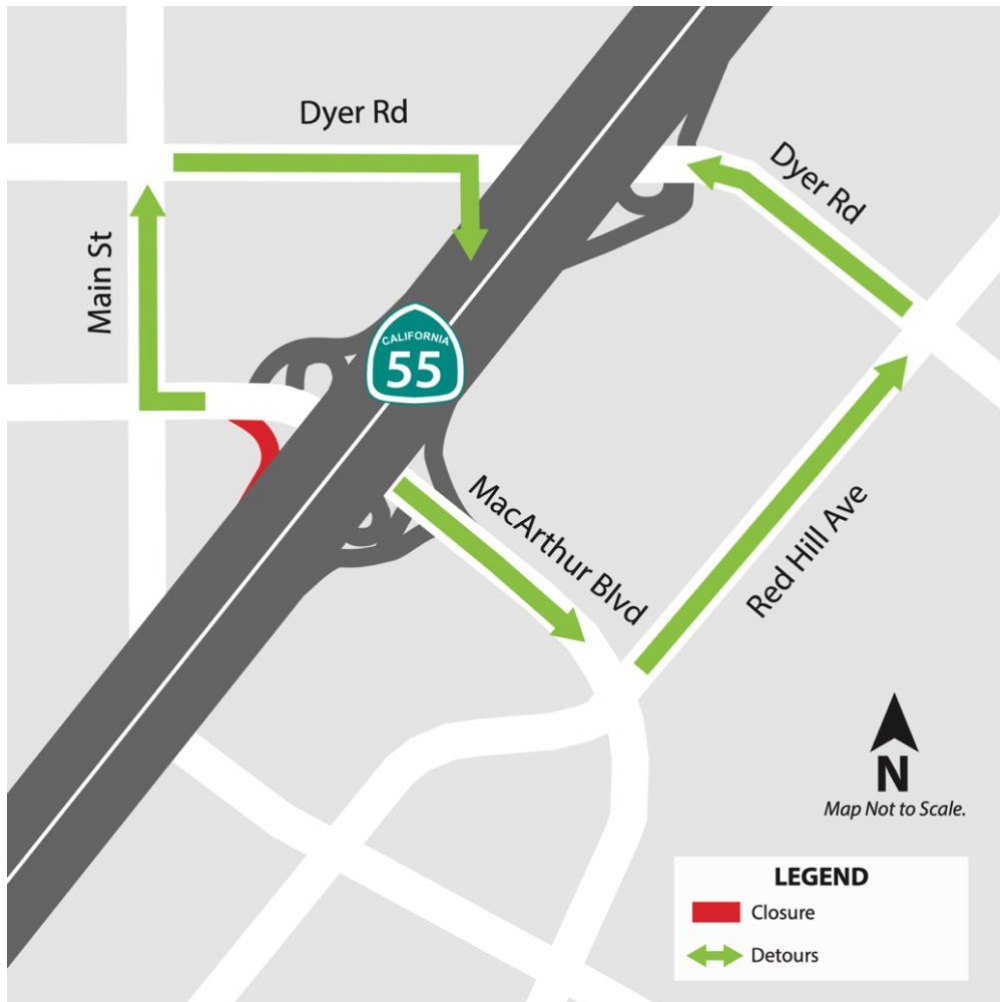 Dyer Rd
Dyer Rd
Main St
CALIFORNIA
55
MacArthur Blvd
Red Hill Ave
N
Map Not to Scale.
LEGEND
Closure
Detours